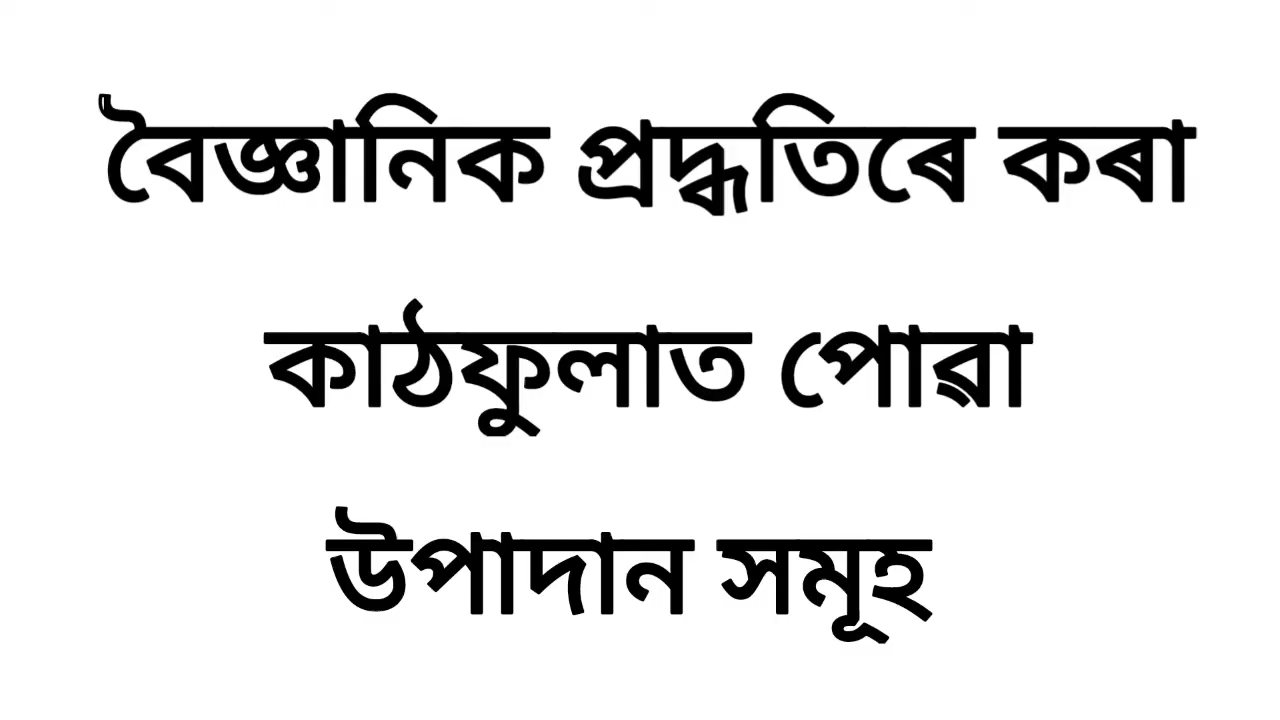 বৈজ্ঞানিক প্ৰদ্ধতিৰে কৰা
কাঠফুলাত পোৱা
উপাদান সমূহ